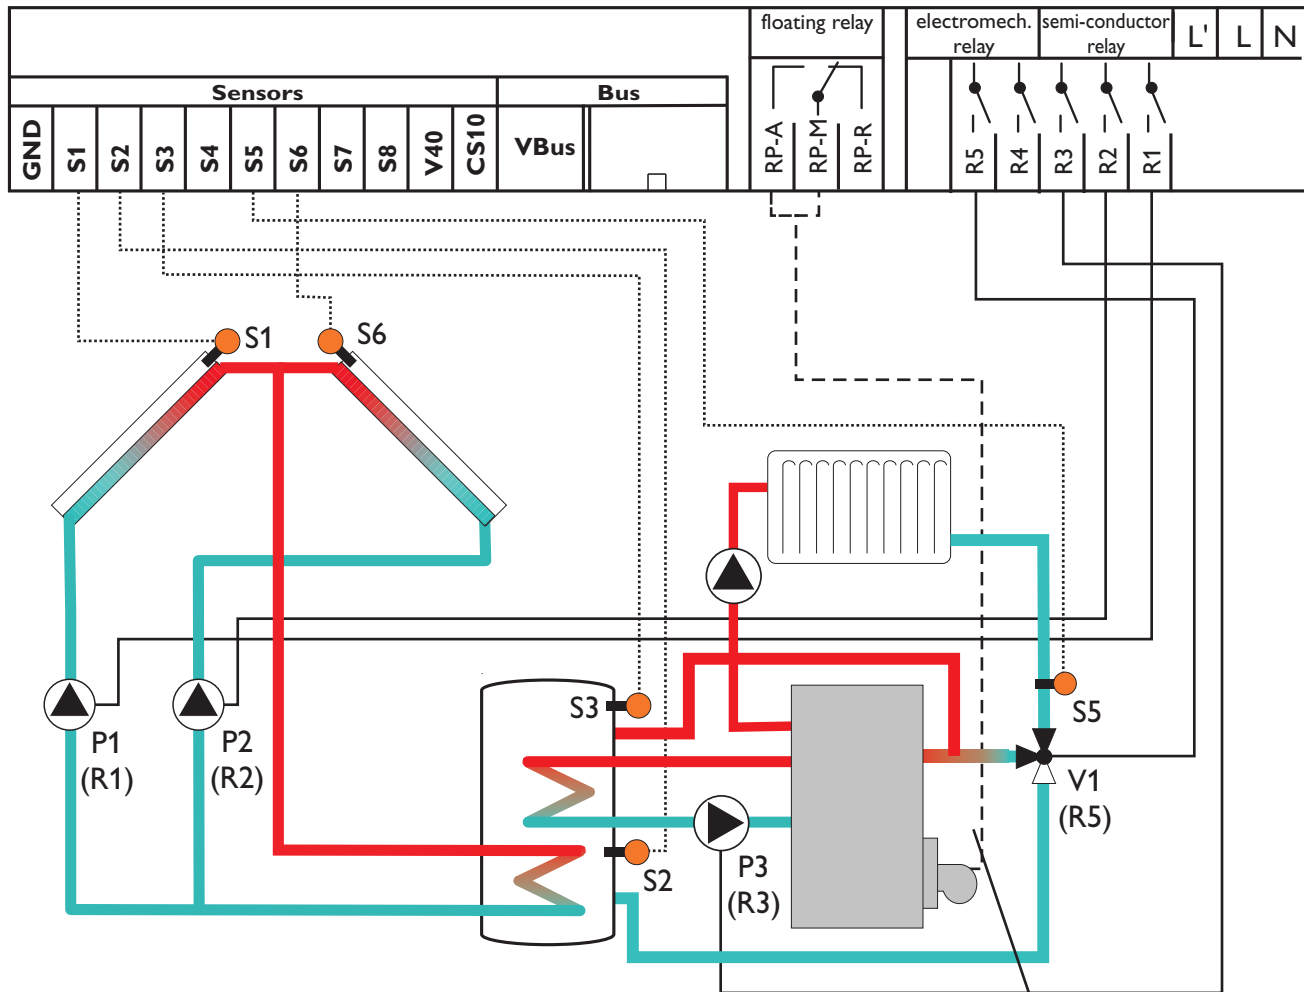 floating relay
electromech. relay
semi-conductor relay
L' L N
Sensors
Bus
GND S1 S2 S3 S4 S5 S6 S7 S8 V40 CS10
VBus
RP-A RP-M RP-R
R5 R4 R3 R2 R1
S1
S6
S3
S5
P1
(R1)
P2
(R2)
V1
(R5)
S2
P3
(R3)